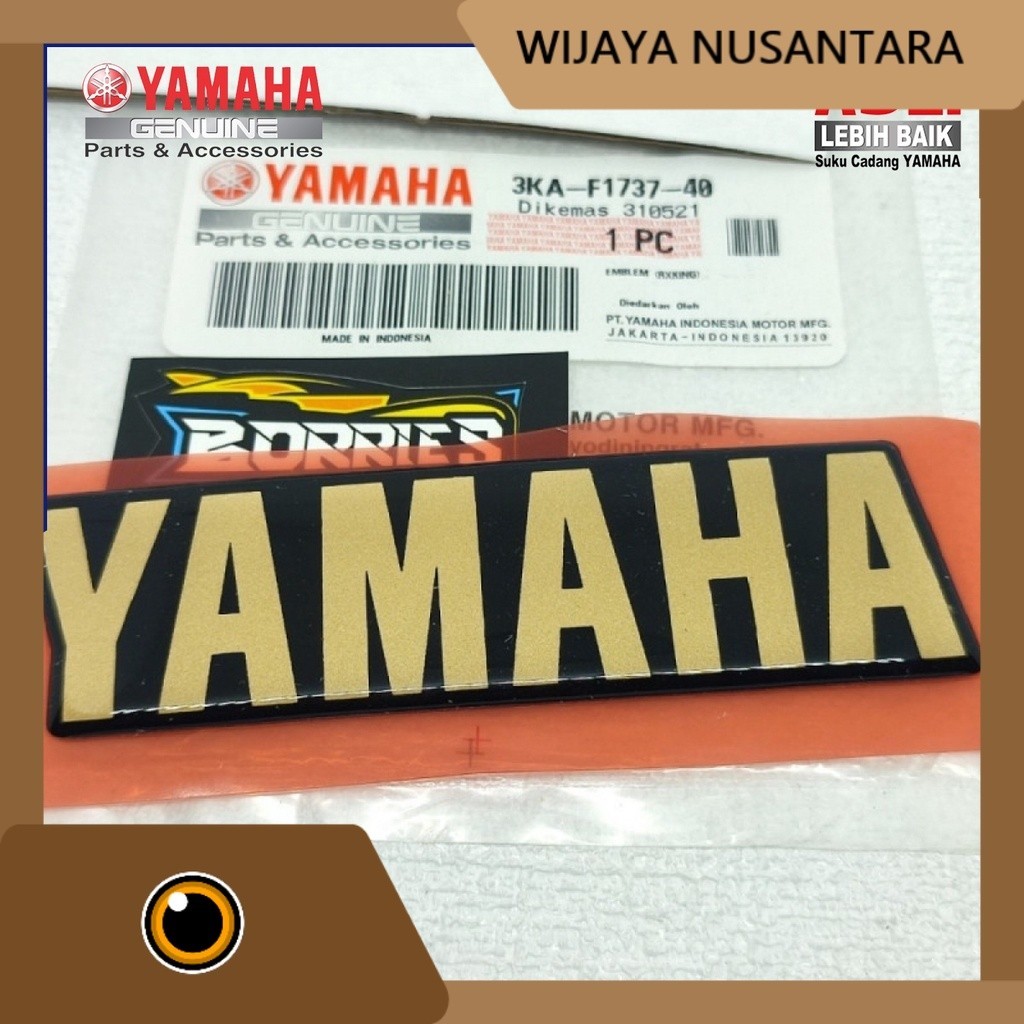 WIJAYA NUSANTARA
YAMAHA
GENUINE
Parts & Accessories
LEBIH BAIK
Suku Cadang YAMAHA
YAMAHA
GENUINE
Parts & Accessories
3KA-F1737-40
Dikemas 310521
1 PC
EMBLEM (RXKING)
Diedarkan Oleh
PT. YAMAHA INDONESIA MOTOR MFG.
JAKARTA-INDONESIA 13920
MADE IN INDONESIA
BORRIES
MOTOR MFG.
YAMAHA